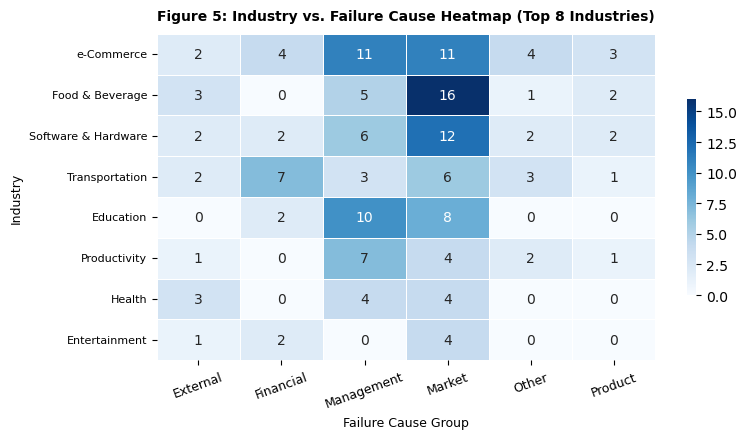 Figure 5: Industry vs. Failure Cause Heatmap (Top 8 Industries)
e-Commerce 2 4 11 11 4 3
Food & Beverage 3 0 5 16 1 2
Software & Hardware 2 2 6 12 2 2
Transportation 2 7 3 6 3 1
Education 0 2 10 8 0 0
Productivity 1 0 7 4 2 1
Health 3 0 4 4 0 0
Entertainment 1 2 0 4 0 0
External Financial Management Market Other Product
Failure Cause Group
Industry
15.0
12.5
10.0
7.5
5.0
2.5
0.0